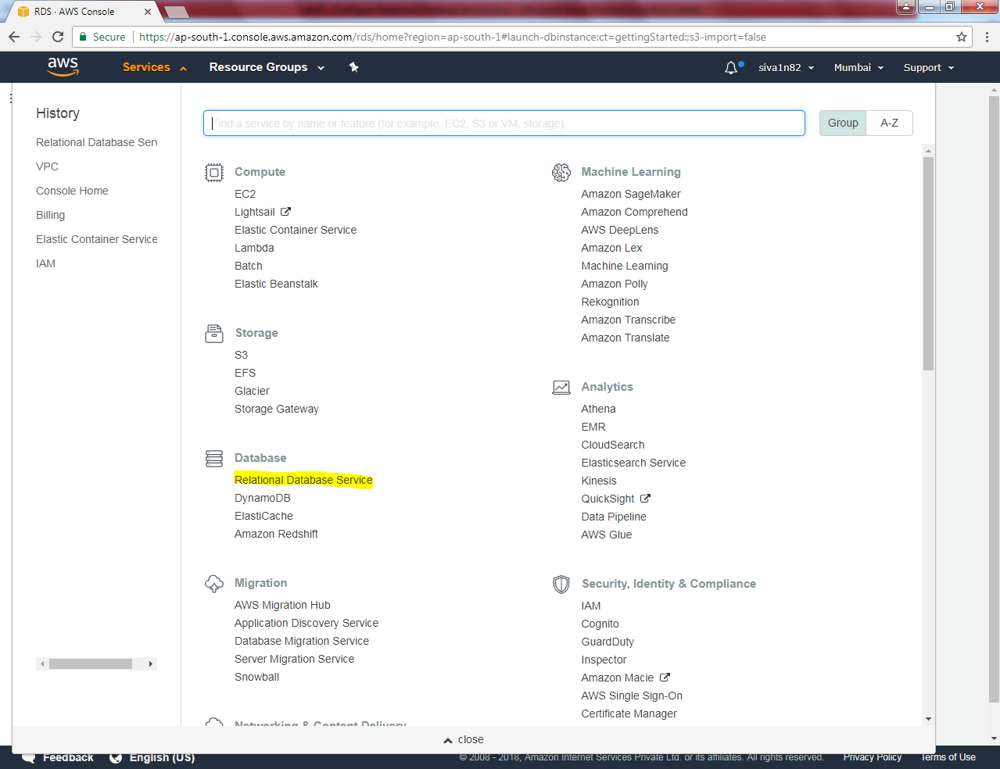 RDS · AWS Console
Secure
https://ap-south-1.console.aws.amazon.com/rds/home?region=ap-south-1#launch-dbinstance:ct=gettingStarted:;s3-import=false
aws
Services
Resource Groups
siva1n82
Mumbai
Support
History
Relational Database Serv
VPC
Console Home
Billing
Elastic Container Service
IAM
Find a service by name or feature (for example, EC2, S3 or VM, storage).
Group
A-Z
Compute
EC2
Lightsail
Elastic Container Service
Lambda
Batch
Elastic Beanstalk
Storage
S3
EFS
Glacier
Storage Gateway
Database
Relational Database Service
DynamoDB
ElastiCache
Amazon Redshift
Migration
AWS Migration Hub
Application Discovery Service
Database Migration Service
Server Migration Service
Snowball
Networking & Content Delivery
Machine Learning
Amazon SageMaker
Amazon Comprehend
AWS DeepLens
Amazon Lex
Machine Learning
Amazon Polly
Rekognition
Amazon Transcribe
Amazon Translate
Analytics
Athena
EMR
CloudSearch
Elasticsearch Service
Kinesis
QuickSight
Data Pipeline
AWS Glue
Security, Identity & Compliance
IAM
Cognito
GuardDuty
Inspector
Amazon Macie
AWS Single Sign-On
Certificate Manager
close
Feedback
English (US)
© 2008 - 2018, Amazon Internet Services Private Ltd. or its affiliates. All rights reserved.
Privacy Policy
Terms of Use